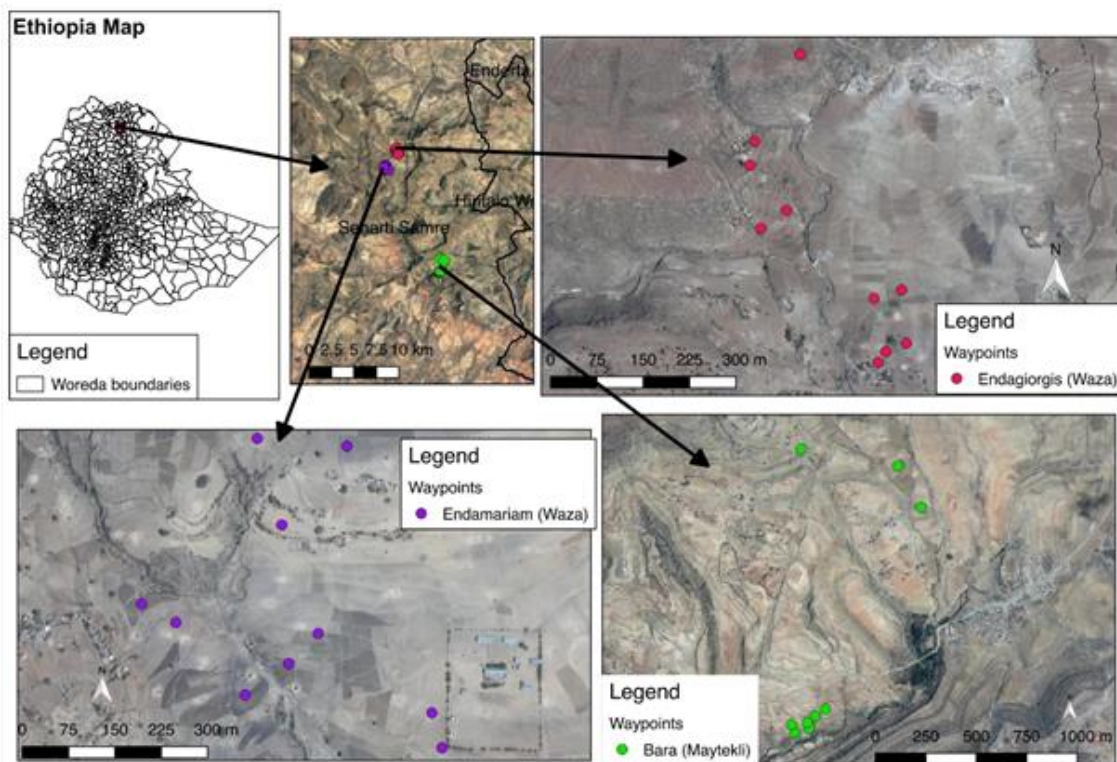 Ethiopia Map
Legend
Woreda boundaries
Enderta
Hintalo W
Seharti Samre
0 2.5 5 7.5 10 km
N
0 75 150 225 300 m
Legend
Waypoints
Endagiorgis (Waza)
Legend
Waypoints
Endamariam (Waza)
N
0 75 150 225 300 m
Legend
Waypoints
Bara (Maytekli)
N
0 250 500 750 1000 m